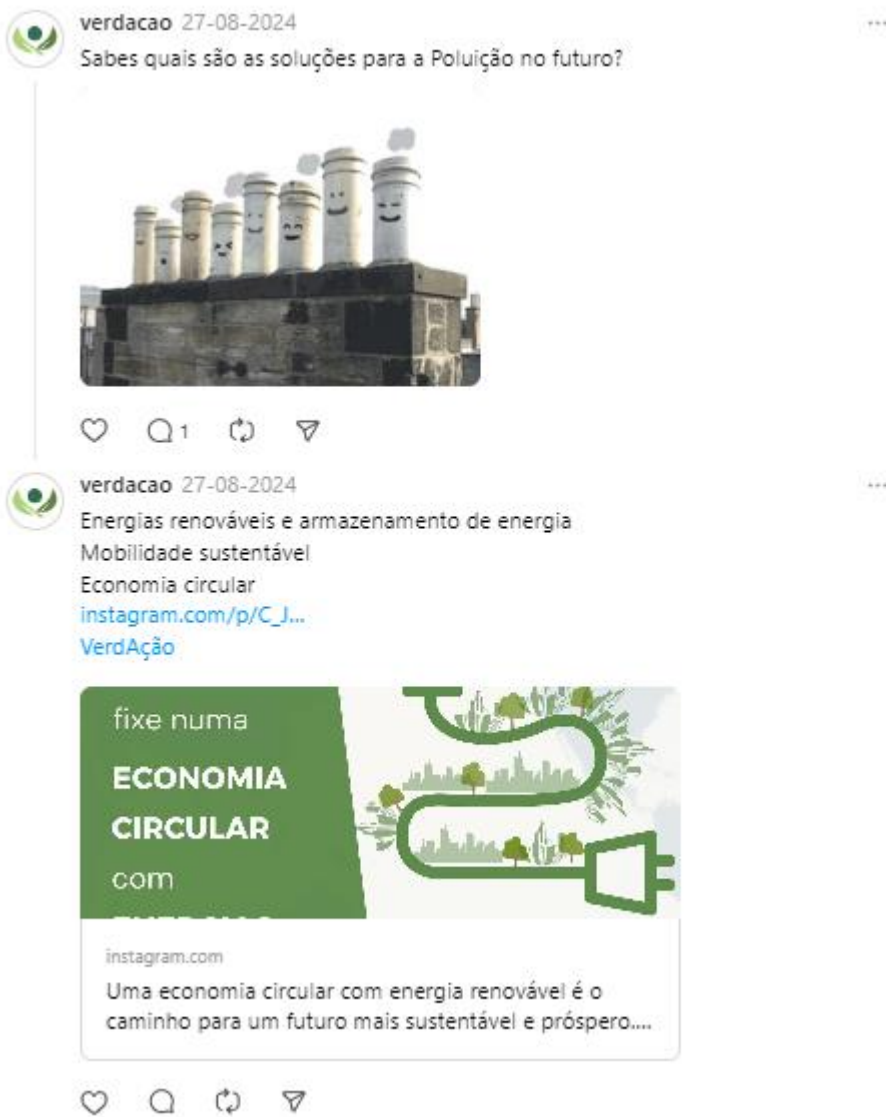 verdacao 27-08-2024
Sabes quais são as soluções para a Poluição no futuro?
1
verdacao 27-08-2024
Energias renováveis e armazenamento de energia
Mobilidade sustentável
Economia circular
instagram.com/p/C_J...
VerdAção
fixe numa
ECONOMIA
CIRCULAR
com
instagram.com
Uma economia circular com energia renovável é o
caminho para um futuro mais sustentável e próspero....